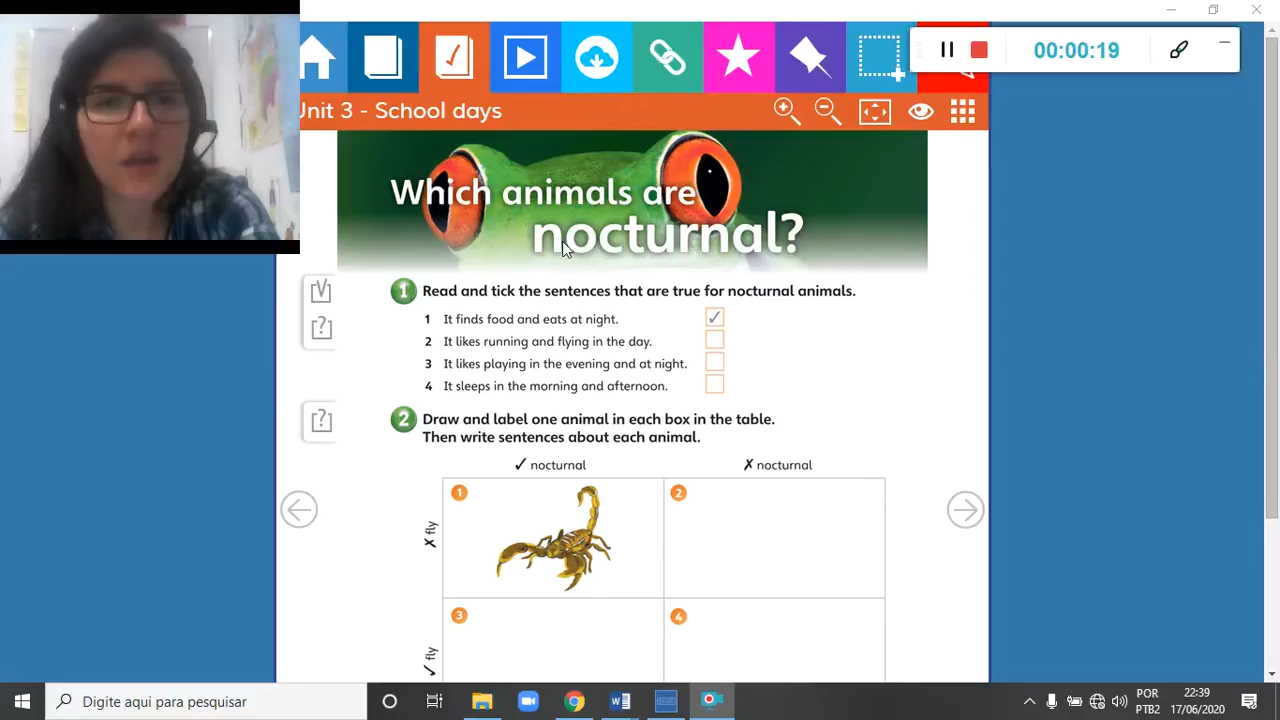 00:00:19
Unit 3 - School days
Which animals are
nocturnal?
1 Read and tick the sentences that are true for nocturnal animals.
1 It finds food and eats at night. ✓
2 It likes running and flying in the day.
3 It likes playing in the evening and at night.
4 It sleeps in the morning and afternoon.
2 Draw and label one animal in each box in the table.
Then write sentences about each animal.
✓ nocturnal ✗ nocturnal
✗ fly
1 2
✓ fly
3 4
Digite aqui para pesquisar
POR
PTB2
22:39
17/06/2020